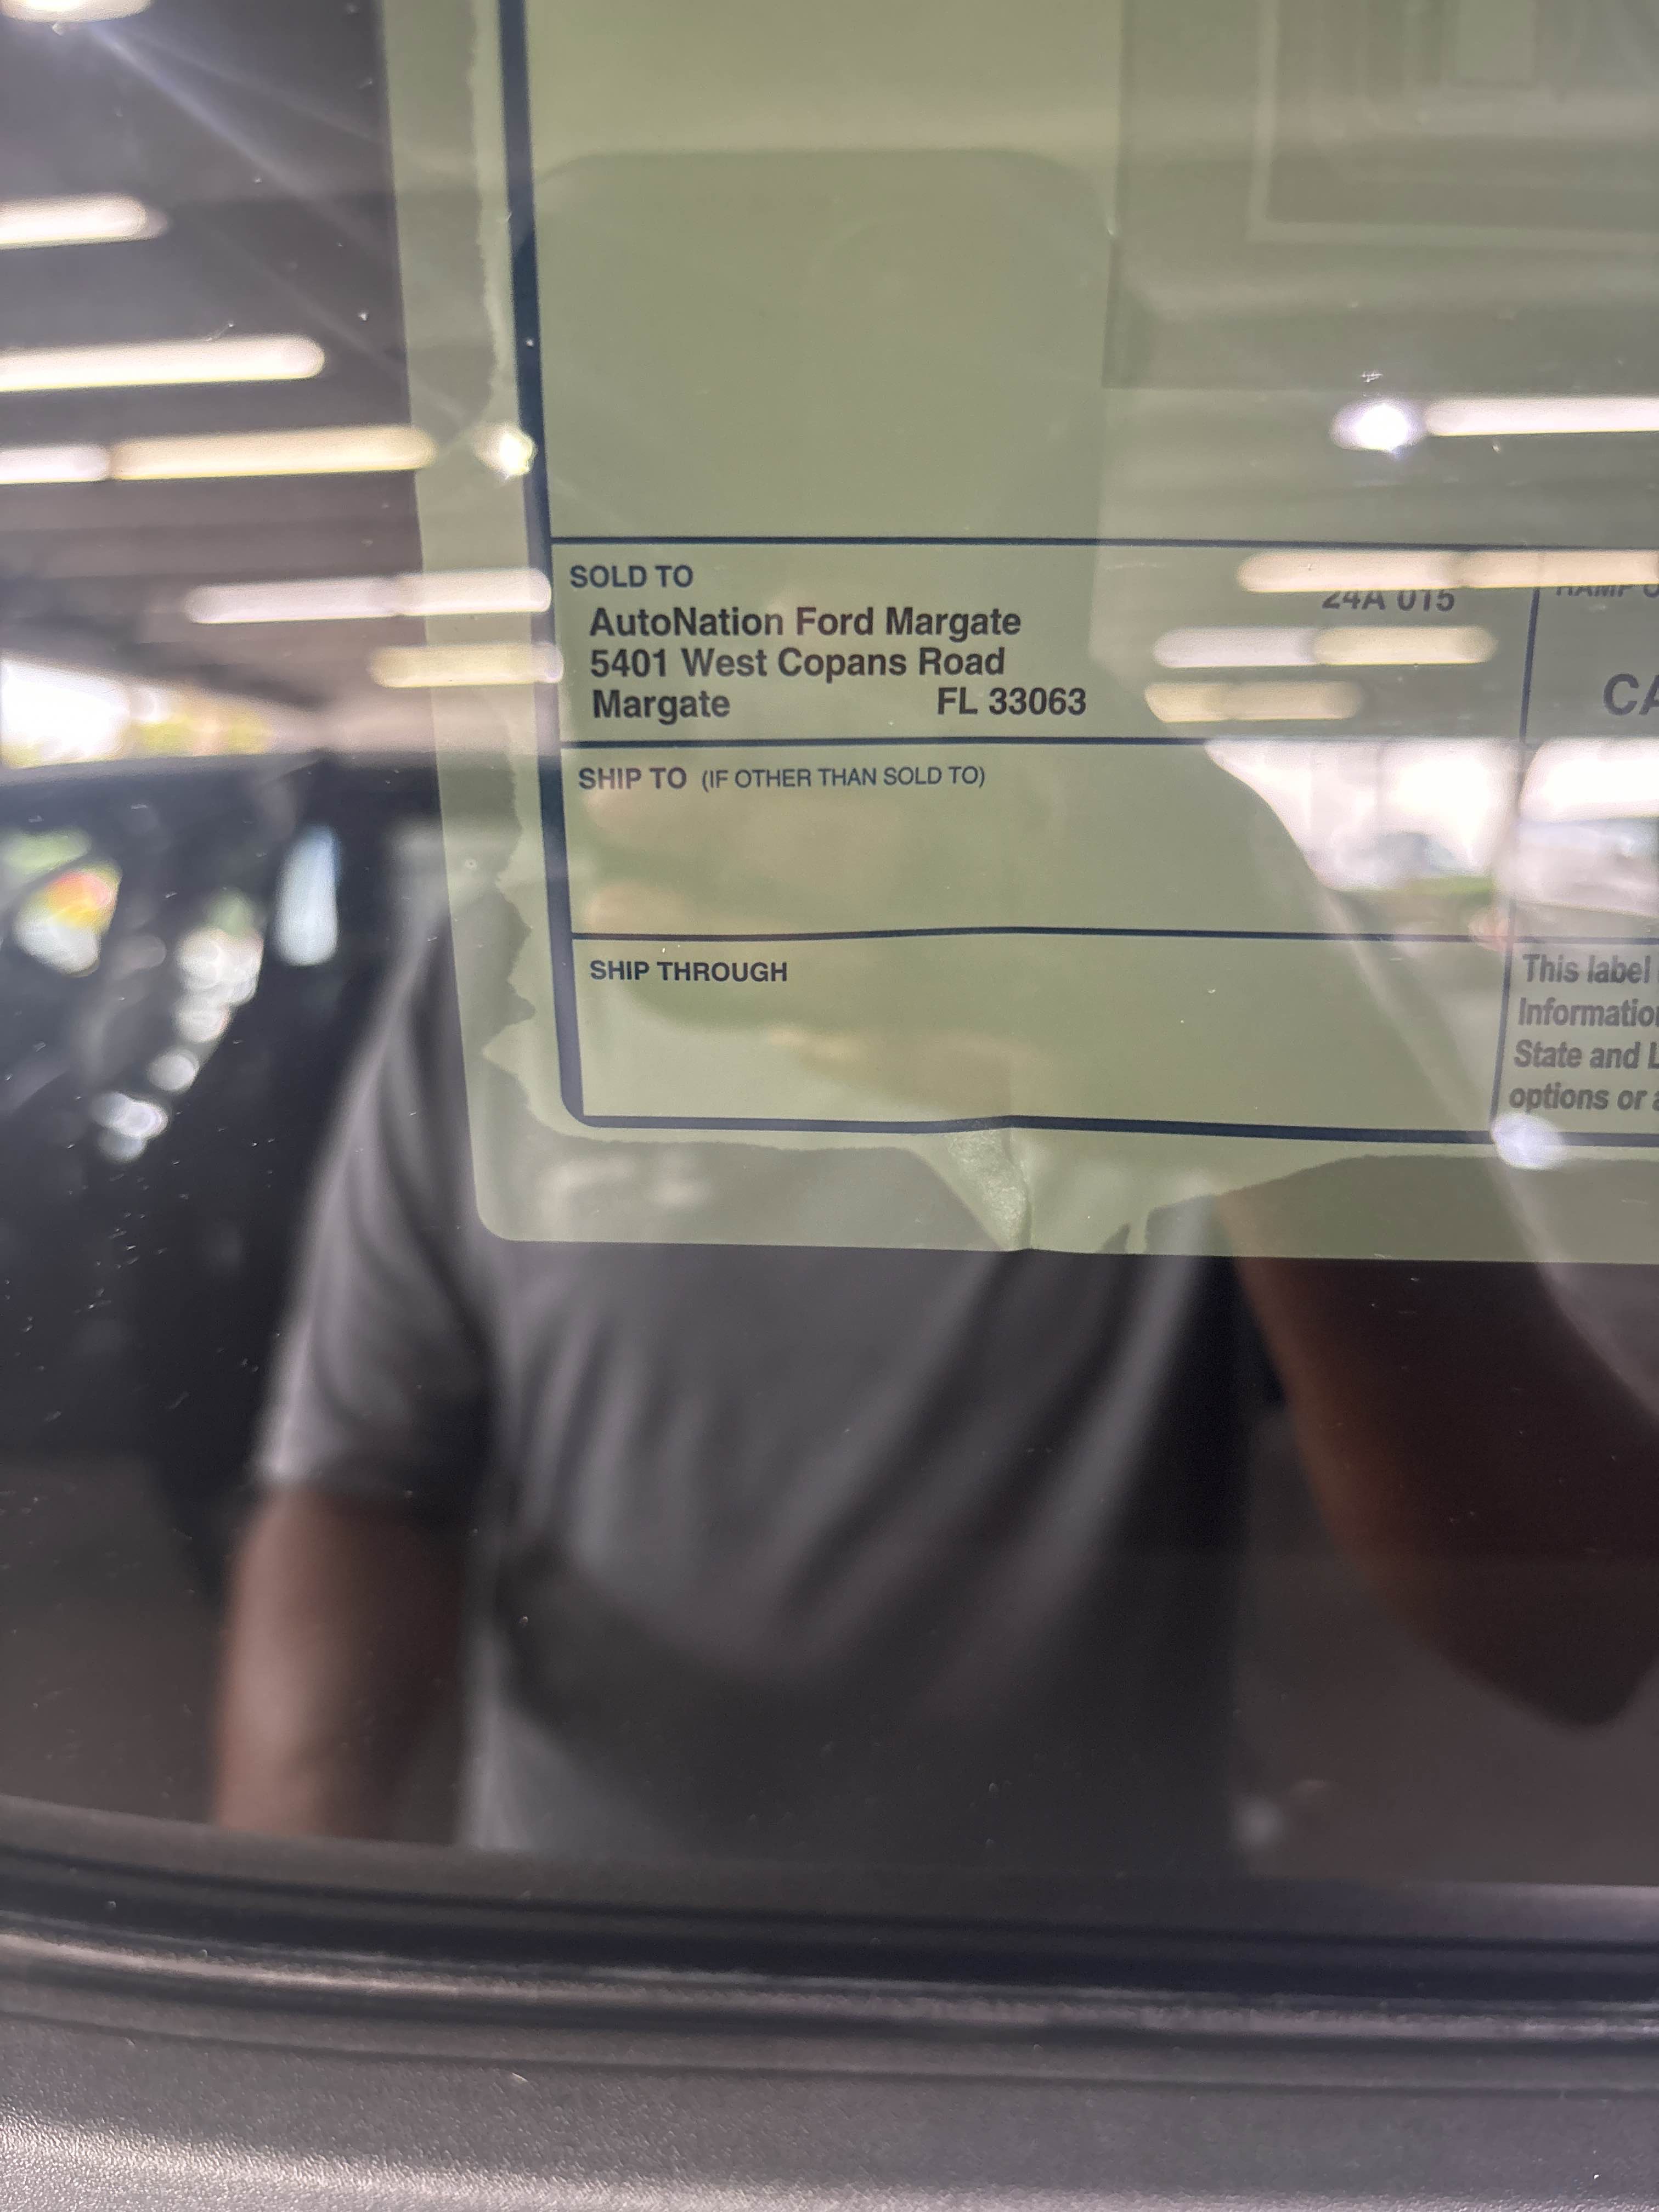 SOLD TO
AutoNation Ford Margate
5401 West Copans Road
Margate FL 33063
24A 015
CA
SHIP TO (IF OTHER THAN SOLD TO)
SHIP THROUGH
This label
State and L
options or